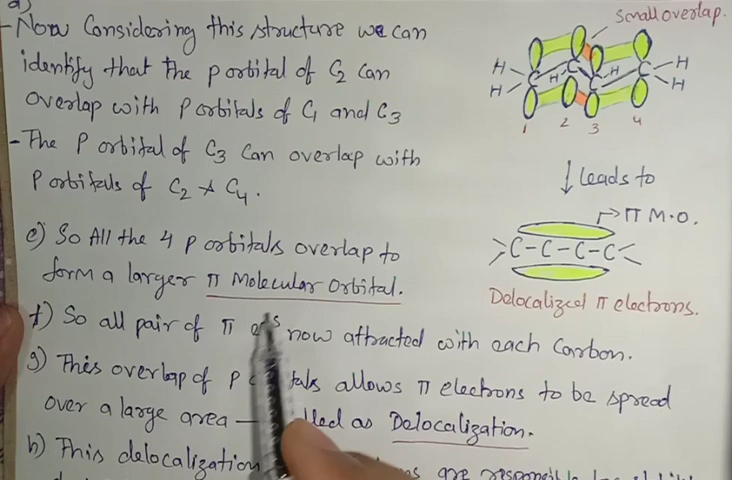 d)
- Now Considering this structure we can
identify that the p orbital of C2 Can
Overlap with P orbitals of C1 and C3
- The P orbital of C3 Can overlap with
P orbitals of C2 & C4.
e) So All the 4 p orbitals overlap to
form a larger π Molecular Orbital.
f) So all pair of π now attracted with each Carbon.
g) This overlap of P allows π electrons to be spread
over a large area — as Delocalization.
h) This delocalization are responsible
Small overlap.
H H
H H
H H
1 2 3 4
↓ Leads to
→ π M.O.
C-C-C-C
Delocalized π electrons.